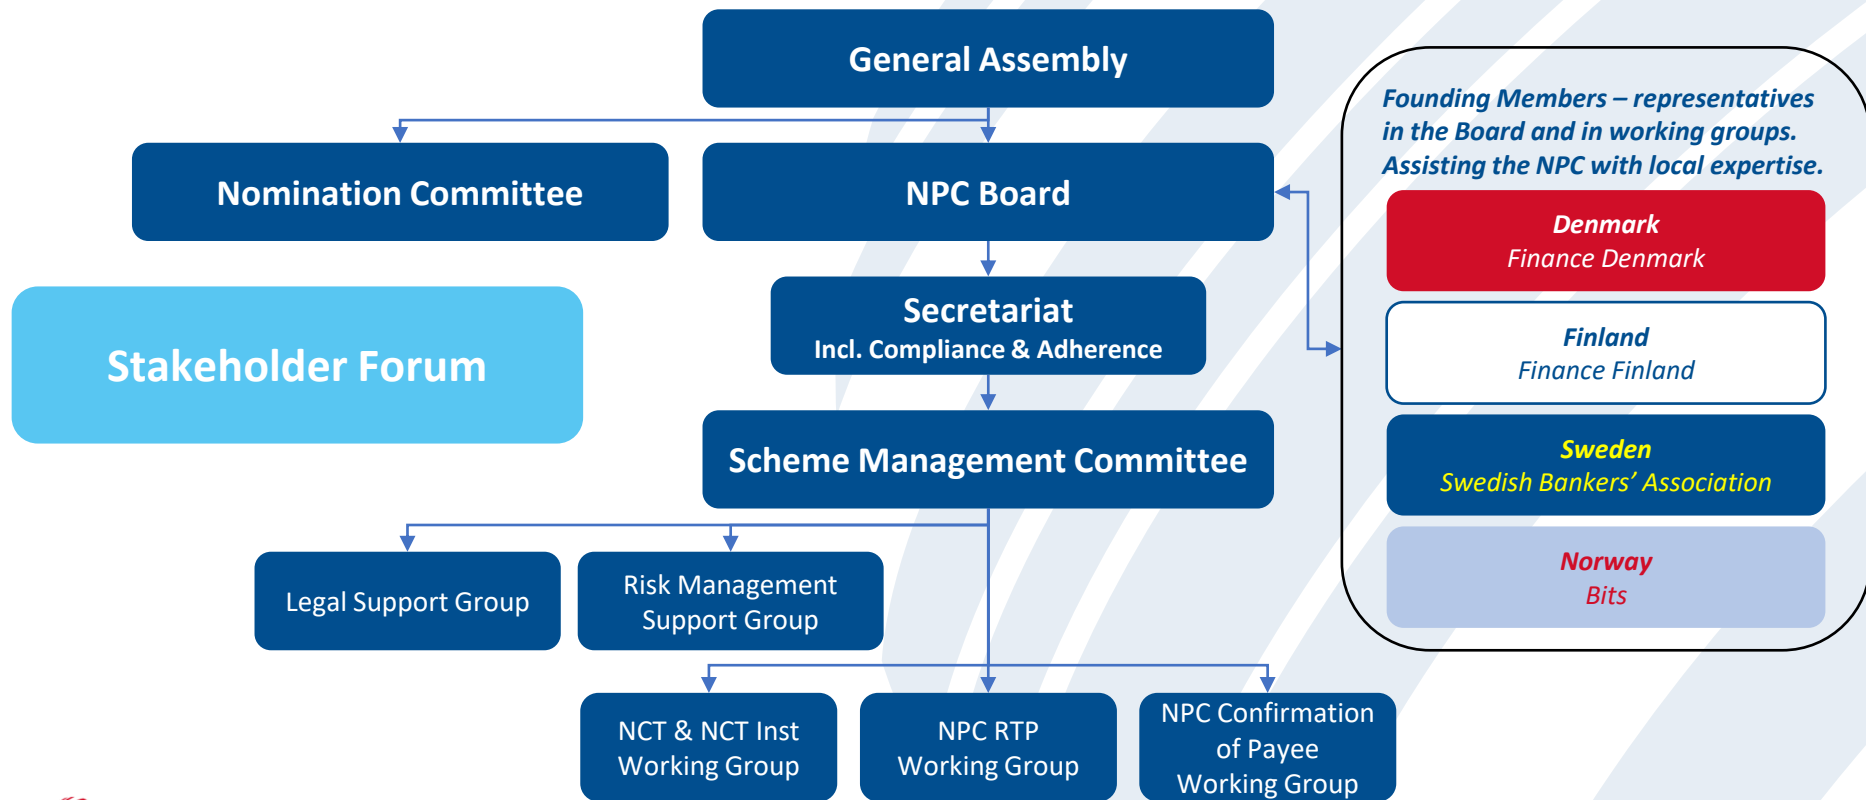 General Assembly
Founding Members – representatives
in the Board and in working groups.
Assisting the NPC with local expertise.
Nomination Committee
NPC Board
Denmark
Finance Denmark
Secretariat
Incl. Compliance & Adherence
Stakeholder Forum
Finland
Finance Finland
Scheme Management Committee
Sweden
Swedish Bankers’ Association
Legal Support Group
Risk Management
Support Group
Norway
Bits
NCT & NCT Inst
Working Group
NPC RTP
Working Group
NPC Confirmation
of Payee
Working Group